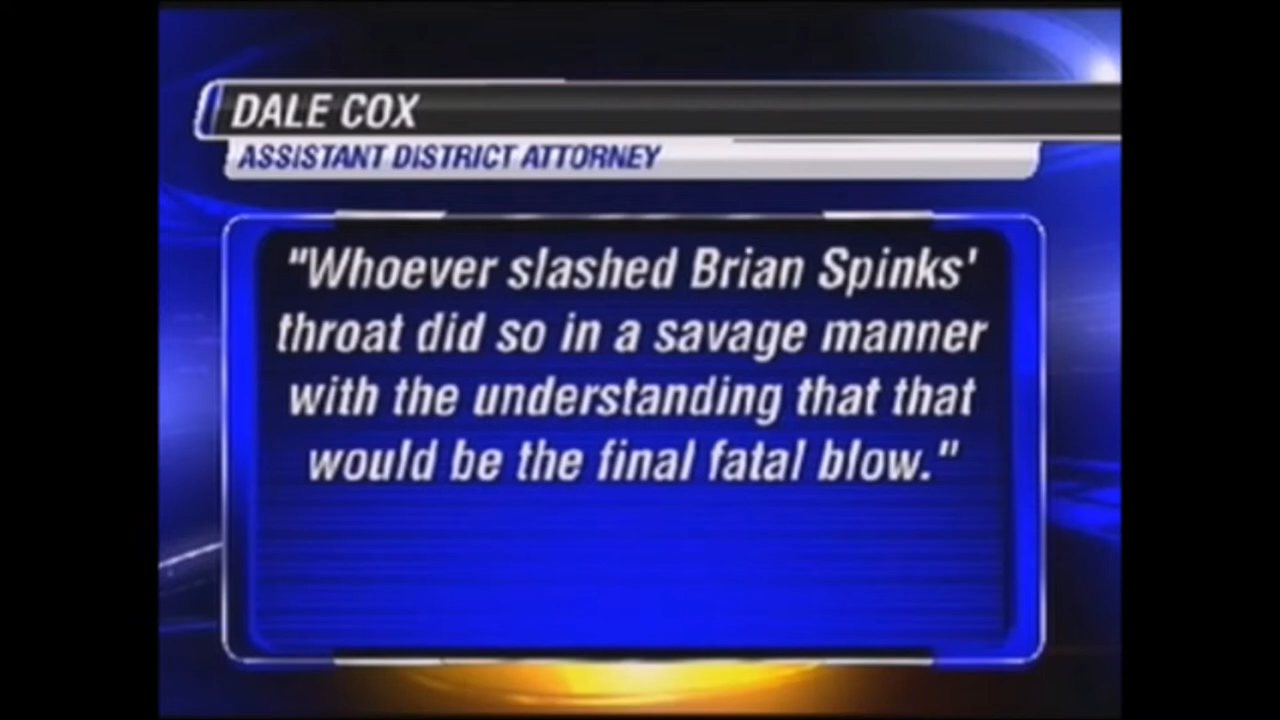 DALE COX
ASSISTANT DISTRICT ATTORNEY
"Whoever slashed Brian Spinks'
throat did so in a savage manner
with the understanding that that
would be the final fatal blow."